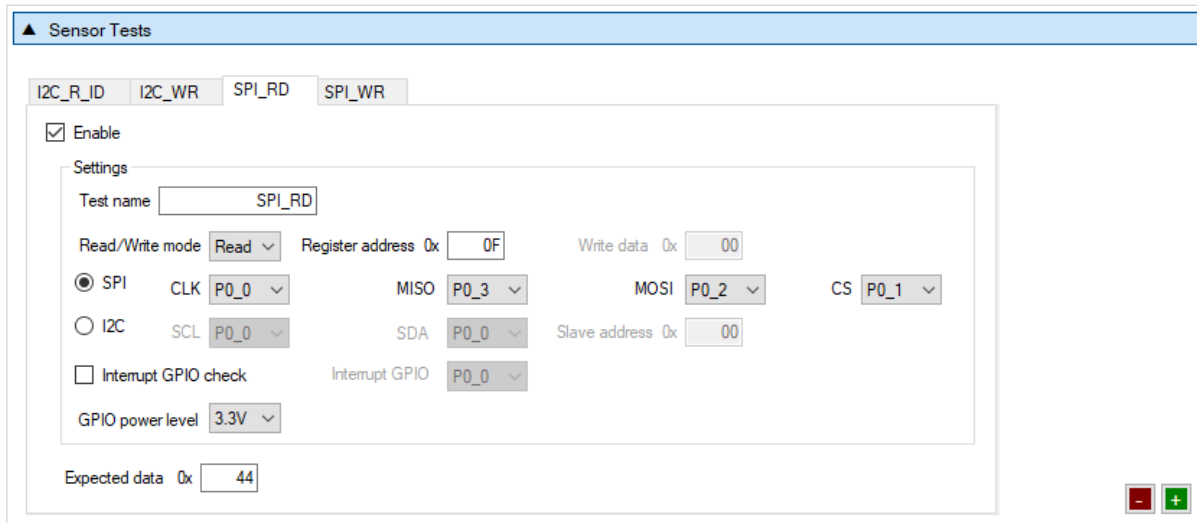 ▲ Sensor Tests
I2C_R_ID I2C_WR SPI_RD SPI_WR
Enable
Settings
Test name SPI_RD
Read/Write mode Read Register address 0x 0F Write data 0x 00
SPI CLK P0_0 MISO P0_3 MOSI P0_2 CS P0_1
I2C SCL P0_0 SDA P0_0 Slave address 0x 00
Interrupt GPIO check Interrupt GPIO P0_0
GPIO power level 3.3V
Expected data 0x 44
- +